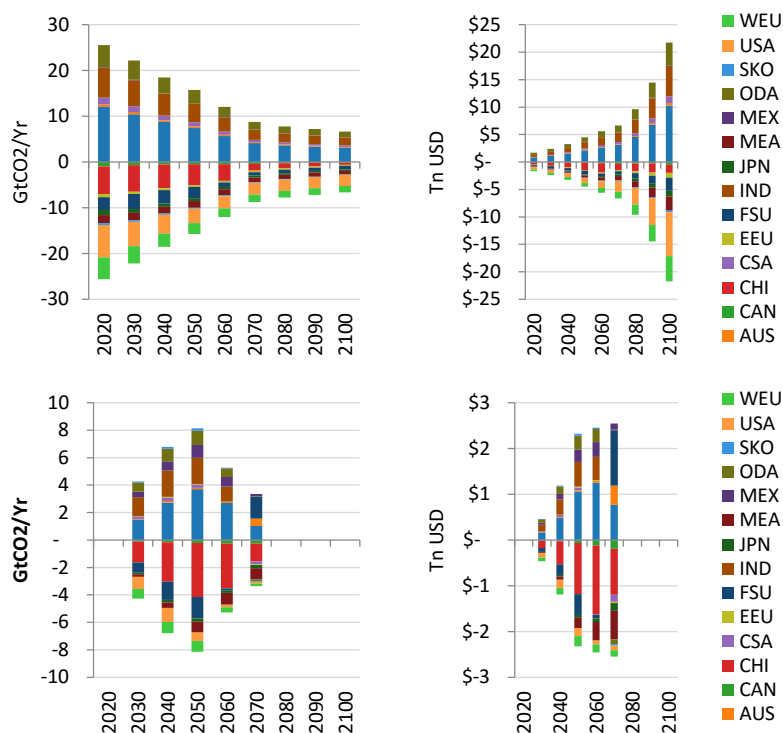 30
20
10
0
-10
-20
-30
GtCO2/Yr
2020
2030
2040
2050
2060
2070
2080
2090
2100
$25
$20
$15
$10
$5
$-
$-5
$-10
$-15
$-20
$-25
Tn USD
2020
2040
2060
2080
2100
WEU
USA
SKO
ODA
MEX
MEA
JPN
IND
FSU
EEU
CSA
CHI
CAN
AUS
10
8
6
4
2
-
-2
-4
-6
-8
-10
GtCO2/Yr
2020
2030
2040
2050
2060
2070
2080
2090
2100
$3
$2
$1
$-
$-1
$-2
$-3
Tn USD
2020
2040
2060
2080
2100
WEU
USA
SKO
ODA
MEX
MEA
JPN
IND
FSU
EEU
CSA
CHI
CAN
AUS